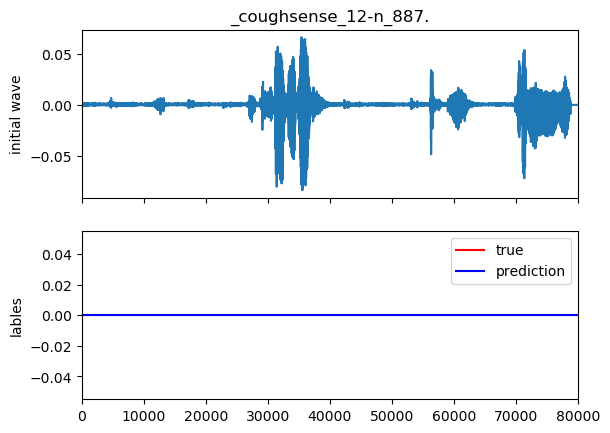 _coughsense_12-n_887.
initial wave
0.05
0.00
−0.05
lables
0.04
0.02
0.00
−0.02
−0.04
true
prediction
0 10000 20000 30000 40000 50000 60000 70000 80000